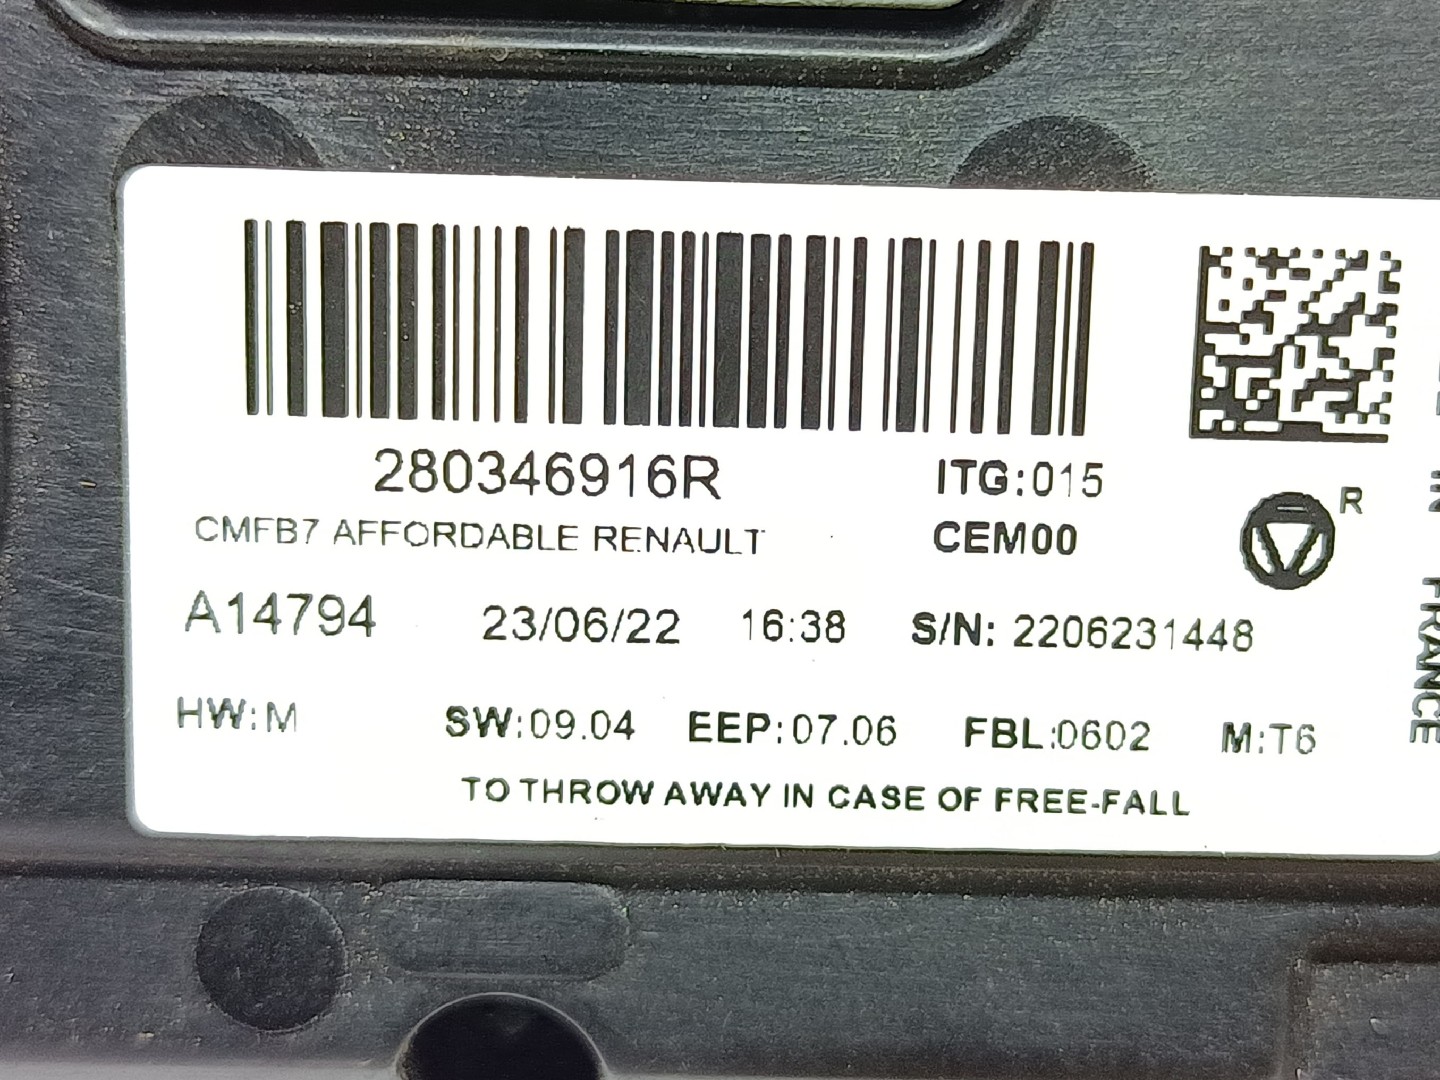 280346916R ITG:015
CMFB7 AFFORDABLE RENAULT CEM00
R
A14794 23/06/22 16:38 S/N: 2206231448
HW:M SW:09.04 EEP:07.06 FBL:0602 M:T6
TO THROW AWAY IN CASE OF FREE-FALL
IN FRANCE